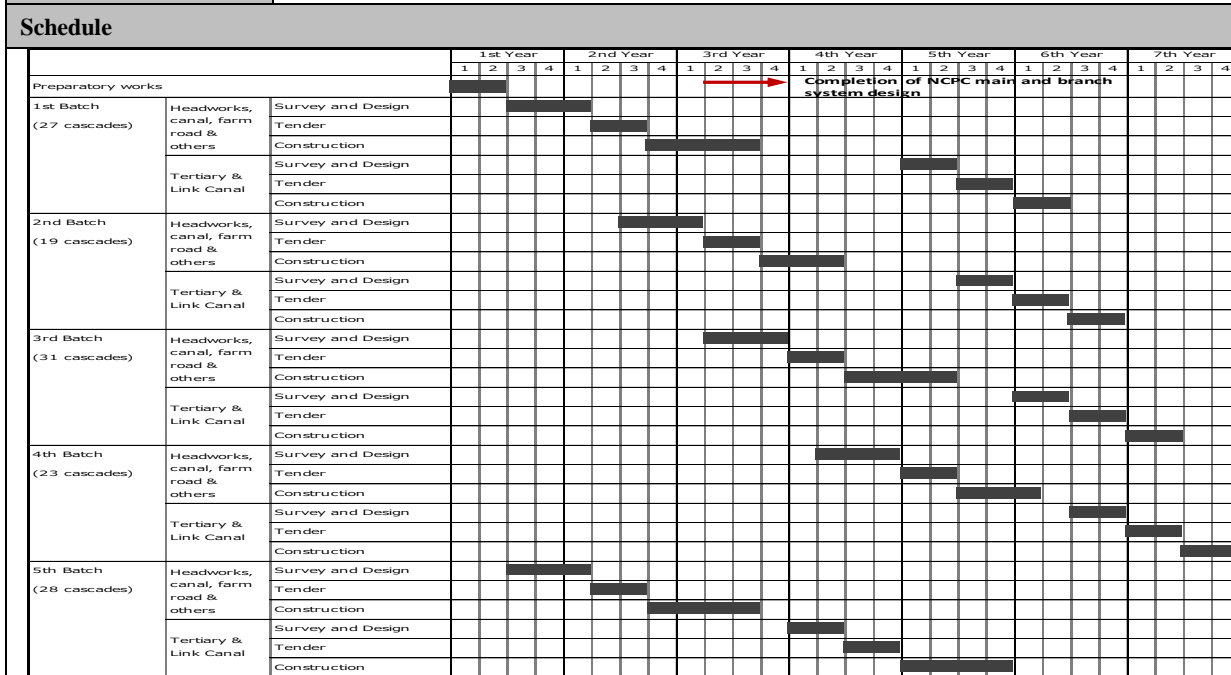 Schedule
1st Year 2nd Year 3rd Year 4th Year 5th Year 6th Year 7th Year
1 2 3 4 1 2 3 4 1 2 3 4 1 2 3 4 1 2 3 4 1 2 3 4 1 2 3 4
Preparatory works
Completion of NCPC main and branch
system design
1st Batch
(27 cascades)
Headworks,
canal, farm
road &
others
Survey and Design
Tender
Construction
Tertiary &
Link Canal
Survey and Design
Tender
Construction
2nd Batch
(19 cascades)
Headworks,
canal, farm
road &
others
Survey and Design
Tender
Construction
Tertiary &
Link Canal
Survey and Design
Tender
Construction
3rd Batch
(31 cascades)
Headworks,
canal, farm
road &
others
Survey and Design
Tender
Construction
Tertiary &
Link Canal
Survey and Design
Tender
Construction
4th Batch
(23 cascades)
Headworks,
canal, farm
road &
others
Survey and Design
Tender
Construction
Tertiary &
Link Canal
Survey and Design
Tender
Construction
5th Batch
(28 cascades)
Headworks,
canal, farm
road &
others
Survey and Design
Tender
Construction
Tertiary &
Link Canal
Survey and Design
Tender
Construction